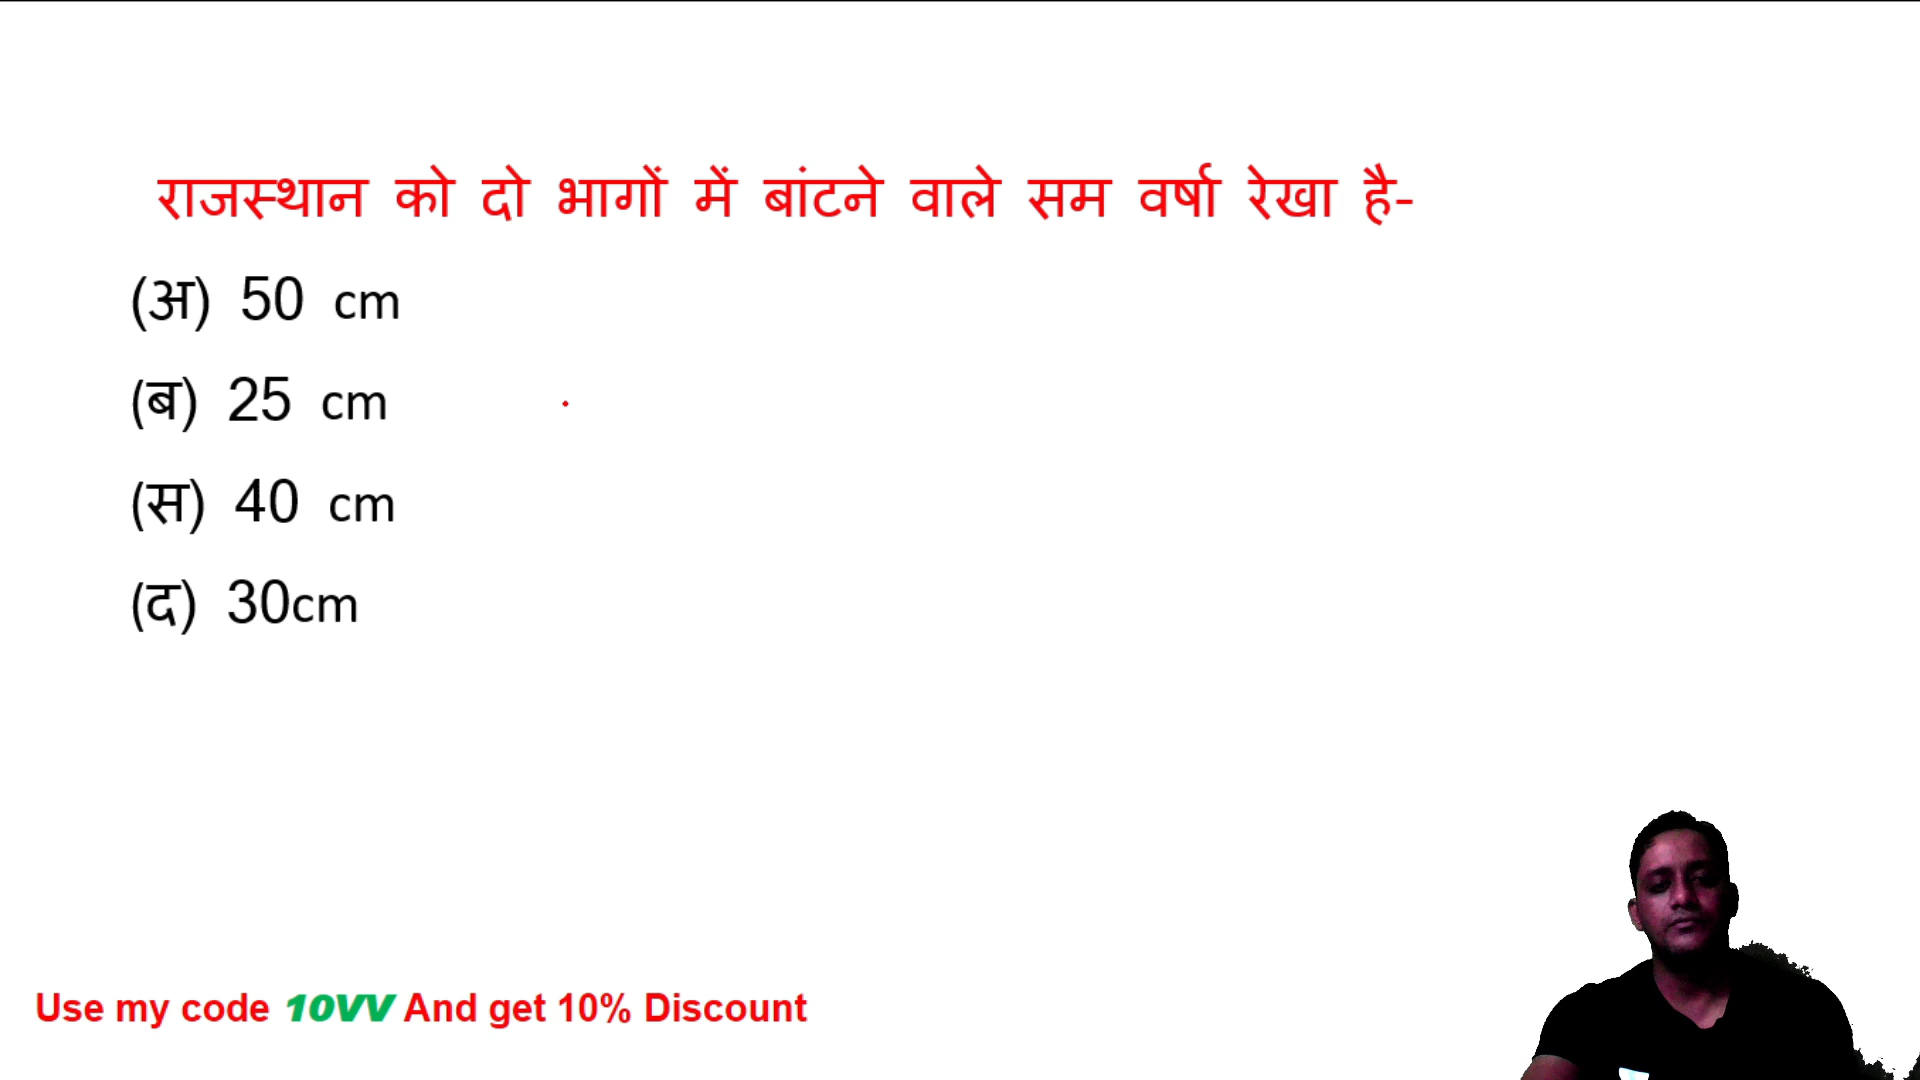 राजस्थान को दो भागों में बांटने वाले सम वर्षा रेखा है-
(अ) 50 cm
(ब) 25 cm
(स) 40 cm
(द) 30cm
Use my code 10VV And get 10% Discount